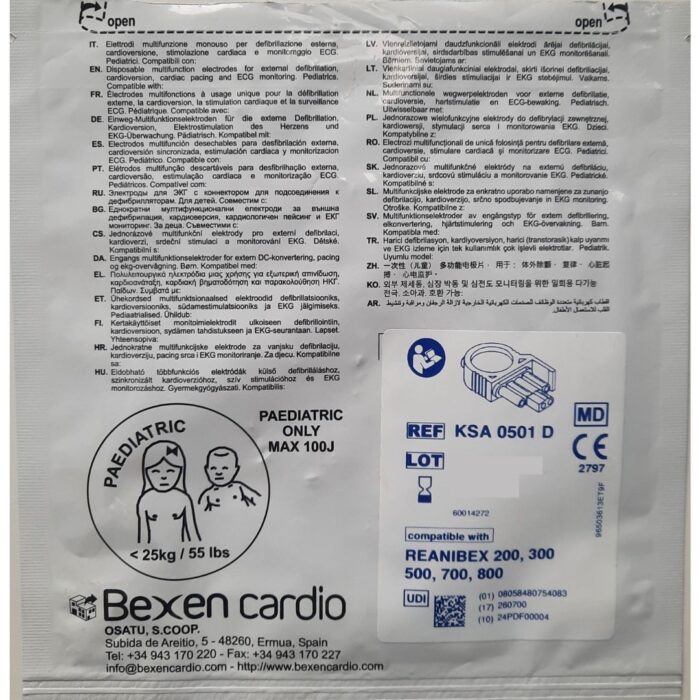 open
open
IT. Elettrodi multifunzione monouso per defibrillazione esterna,
cardioversione, stimolazione cardiaca e monitoraggio ECG.
Pediatrici. Compatibili con:
EN. Disposable multifunction electrodes for external defibrillation,
cardioversion, cardiac pacing and ECG monitoring. Pediatrics.
Compatible with:
FR. Électrodes multifonctions à usage unique pour la défibrillation
externe, la cardioversion, la stimulation cardiaque et la surveillance
ECG. Pédiatrique. Compatible avec:
DE. Einweg-Multifunktionselektroden für die externe Defibrillation,
Kardioversion, Elektrostimulation des Herzens und
EKG-Überwachung. Pädiatrisch. Kompatibel mit:
ES. Electrodos multifunción desechables para desfibrilación externa,
cardioversión sincronizada, estimulación cardiaca y monitorizacion
ECG. Pediátrico. Compatible con:
PT. Elétrodos multifunção descartáveis para desfibrilhação externa,
cardioversão, estimulação cardíaca e monitorização ECG.
Pediátricos. Compatível com:
RU. Электроды для ЭКГ с коннектором для подсоединения к
дефибрилляторам. Для детей. Совместим с:
BG. Еднократни мултифункционални електроди за външна
дефибрилация, кардиоверсия, кардиологичен пейсинг и ЕКГ
мониторинг. За деца. Съвместими с:
CS. Jednorázové multifunkční elektrody pro externí defibrilaci,
kardioverzi, srdeční stimulaci a monitorování EKG. Dětské.
Kompatibilní s:
DA. Engangs multifunktionselektroder for extern DC-konvertering, pacing
og ekg-overvågning. Børn. Kompatibel med:
EL. Πολυλειτουργικά ηλεκτρόδια μιας χρήσης για εξωτερική απινίδωση,
καρδιοανάταξη, καρδιακή βηματοδότηση και παρακολούθηση ΗΚΓ.
Παίδων. Συμβατά με:
ET. Ühekordsed multifunktsionaalsed elektroodid defibrillatsiooniks,
kardioversiooniks, südamestimulatsiooniks ja EKG jälgimiseks.
Pediaatrialised. Ühildub:
FI. Kertakäyttöiset monitoimielektrodit ulkoiseen defibrillointiin,
kardioversioon, sydämen tahdistukseen ja EKG-seurantaan. Lapset.
Yhteensopiva:
HR. Jednokratne multifunkcijske elektrode za vanjsku defibrilaciju,
kardioverziju, pacing srca i EKG monitoriranje. Za djecu. Kompatibilne
sa:
HU. Eldobható többfunkciós elektródák külső defibrilláláshoz,
szinkronizált kardioverzióhoz, szív stimulációhoz és EKG
monitorozáshoz. Gyermekgyógyászati. Kompatibilis:
LV. Vienreizlietojami daudzfunkcionāli elektrodi ārējai defibrilācijai,
kardioversijai, sirdsdarbības stimulēšanai un EKG monitorēšanai.
Bērniem. Savietojams ar:
LT. Vienkartiniai daugiafunkciniai elektrodai, skirti išorinei defibriliacijai,
kardioversijai, širdies stimuliacijai ir EKG stebėjimui. Vaikams.
Suderinami su:
NL. Multifunctionele wegwerpelektroden voor externe defibrillatie,
cardioversie, hartstimulatie en ECG-bewaking. Pediatrisch.
Uitwisselbaar met:
PL. Jednorazowe wielofunkcyjne elektrody do defibrylacji zewnętrznej,
kardiowersji, stymulacji serca i monitorowania EKG. Dzieci.
Kompatybilne z:
RO. Electrozi multifuncționali de unică folosință pentru defibrilare externă,
cardioversie, stimulare cardiacă și monitorizare ECG. Pediatrici.
Compatibil cu:
SK. Jednorazové multifunkčné elektródy na externú defibriláciu,
kardioverziu, srdcovú stimuláciu a monitorovanie EKG. Pediatrické.
Kompatibilné s:
SL. Multifunkcijske elektrode za enkratno uporabo namenjene za zunanjo
defibrilacijo, kardioverzijo, srčno spodbujevanje in EKG monitoring.
Otroške. Kompatibilne z:
SV. Multifunktionselektroder av engångstyp för extern defibrillering,
elkonvertering, hjärtstimulering och EKG-övervakning. Barn.
Kompatibla med:
TR. Harici defibrilasyon, kardiyoversiyon, harici (transtorasik) kalp uyarımı
ve EKG izleme için tek kullanımlık çok işlevli elektrotlar. Pediatrik.
Uyumlu model:
ZH. 一次性（儿童）多功能电极片，用于：体外除颤、复律、心脏起
搏、心电监护。
KO. 외부 제세동, 심장 박동 및 심전도 모니터링을 위한 일회용 다기능
전극. 소아과. 호환 가능:
AR.
PAEDIATRIC
< 25kg / 55 lbs
PAEDIATRIC
ONLY
MAX 100J
REF KSA 0501 D
LOT
60014272
MD
CE
2797
96503613ET9F
compatible with
REANIBEX 200, 300
500, 700, 800
UDI
(01) 08058480754083
(17) 260700
(10) 24PDF00004
Bexen cardio
OSATU, S.COOP.
Subida de Areitio, 5 - 48260, Ermua, Spain
Tel: +34 943 170 220 - Fax: +34 943 170 227
info@bexencardio.com - www.bexencardio.com